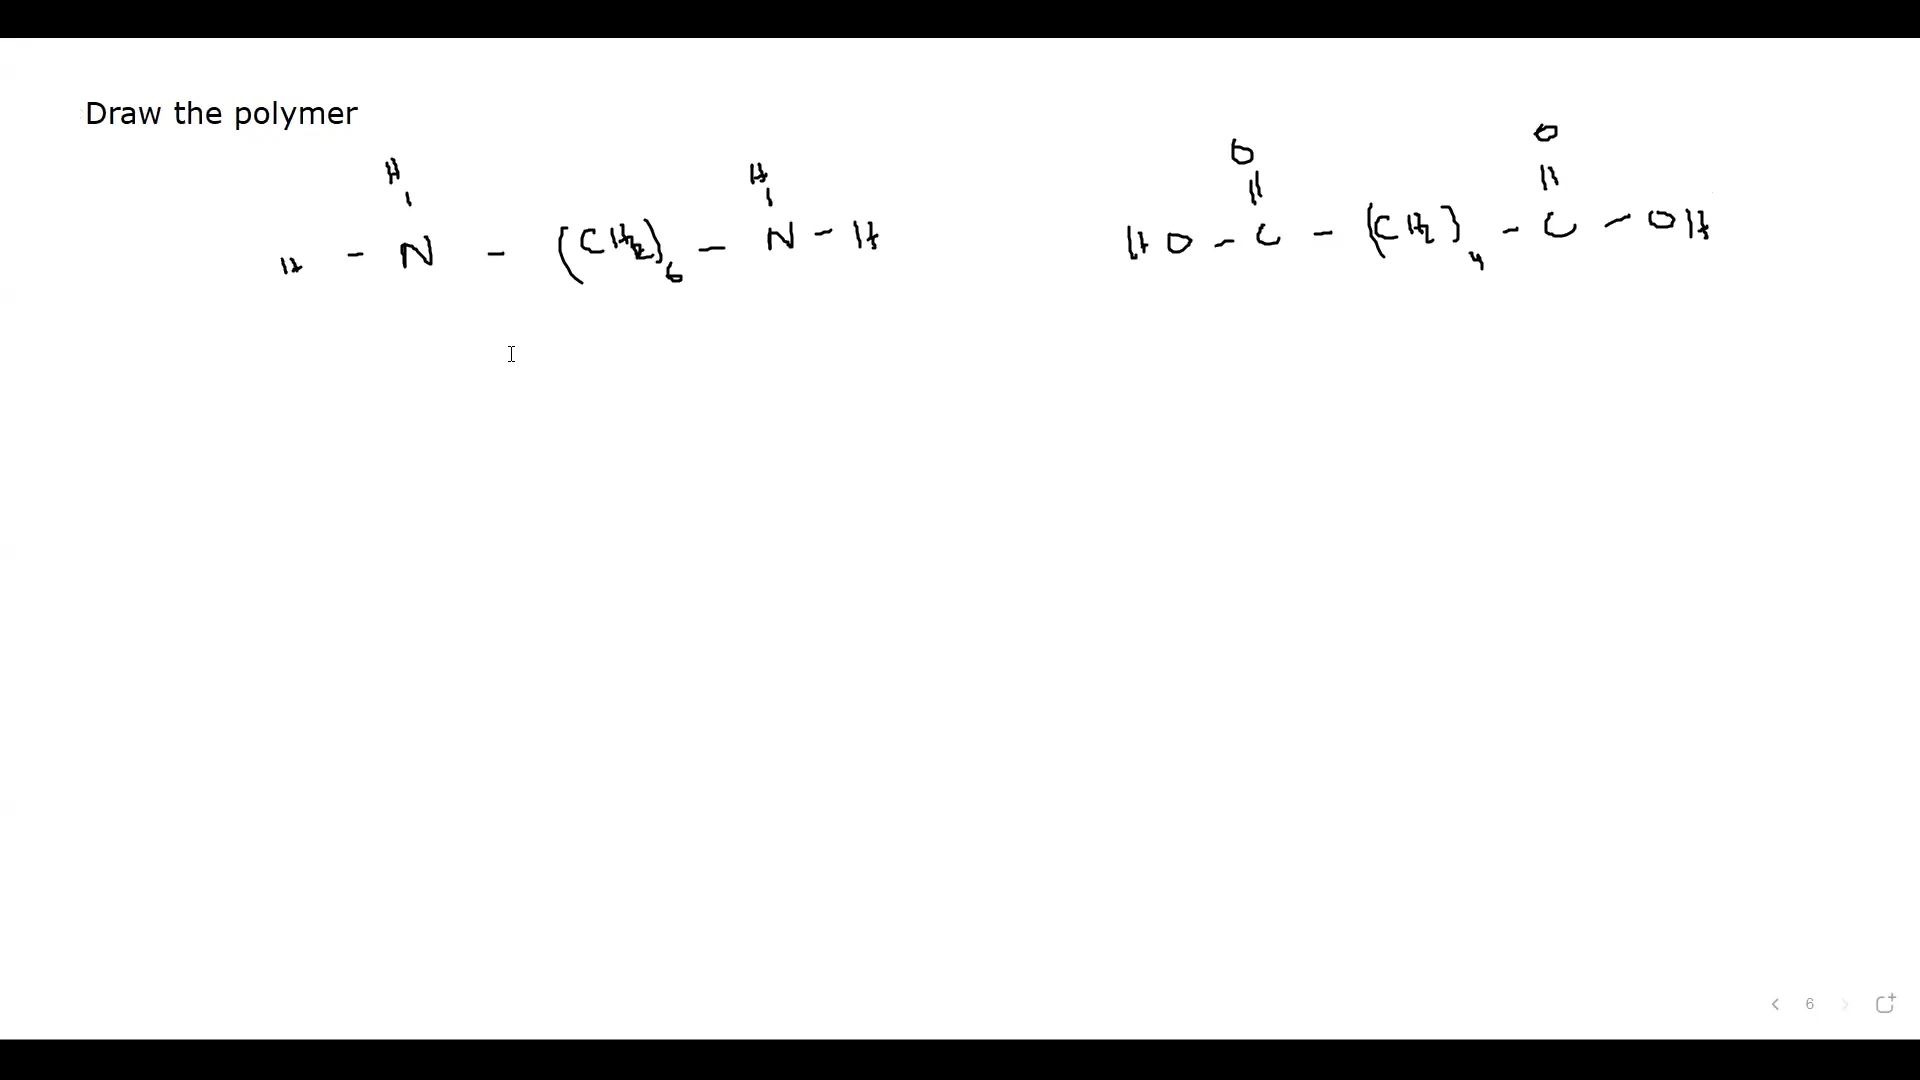 Draw the polymer
H H O O
H - N - (CH2)6 - N - H HO - C - (CH2)4 - C - OH
6